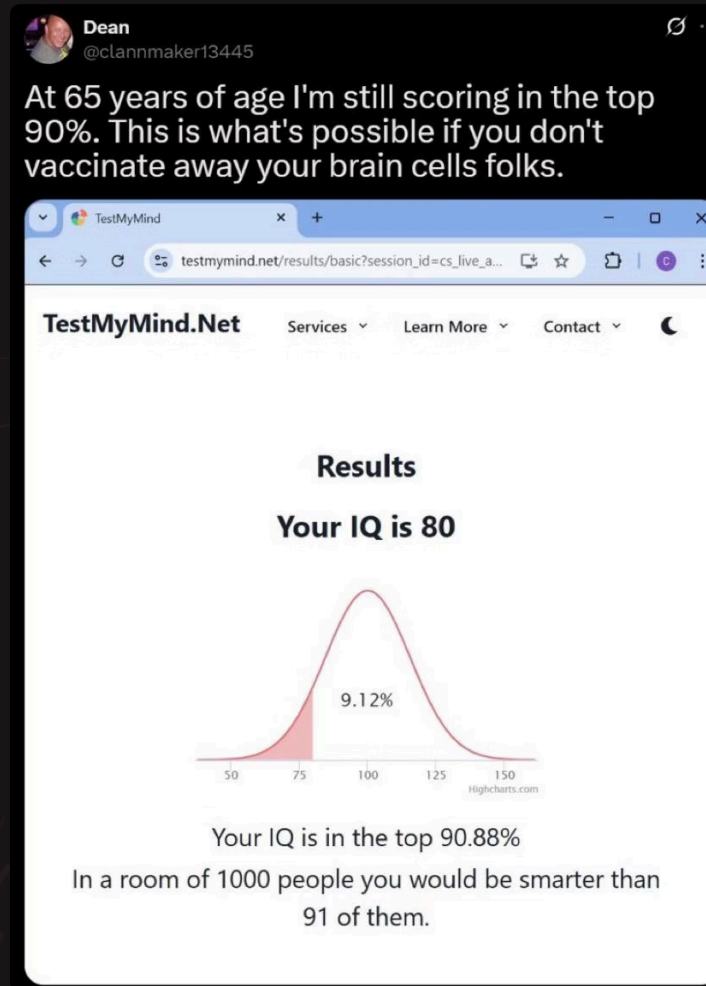 Dean
@clannmaker13445
At 65 years of age I'm still scoring in the top
90%. This is what's possible if you don't
vaccinate away your brain cells folks.
TestMyMind
testmymind.net/results/basic?session_id=cs_live_a...
C
TestMyMind.Net Services Learn More Contact
Results
Your IQ is 80
9.12%
50 75 100 125 150
Highcharts.com
Your IQ is in the top 90.88%
In a room of 1000 people you would be smarter than
91 of them.